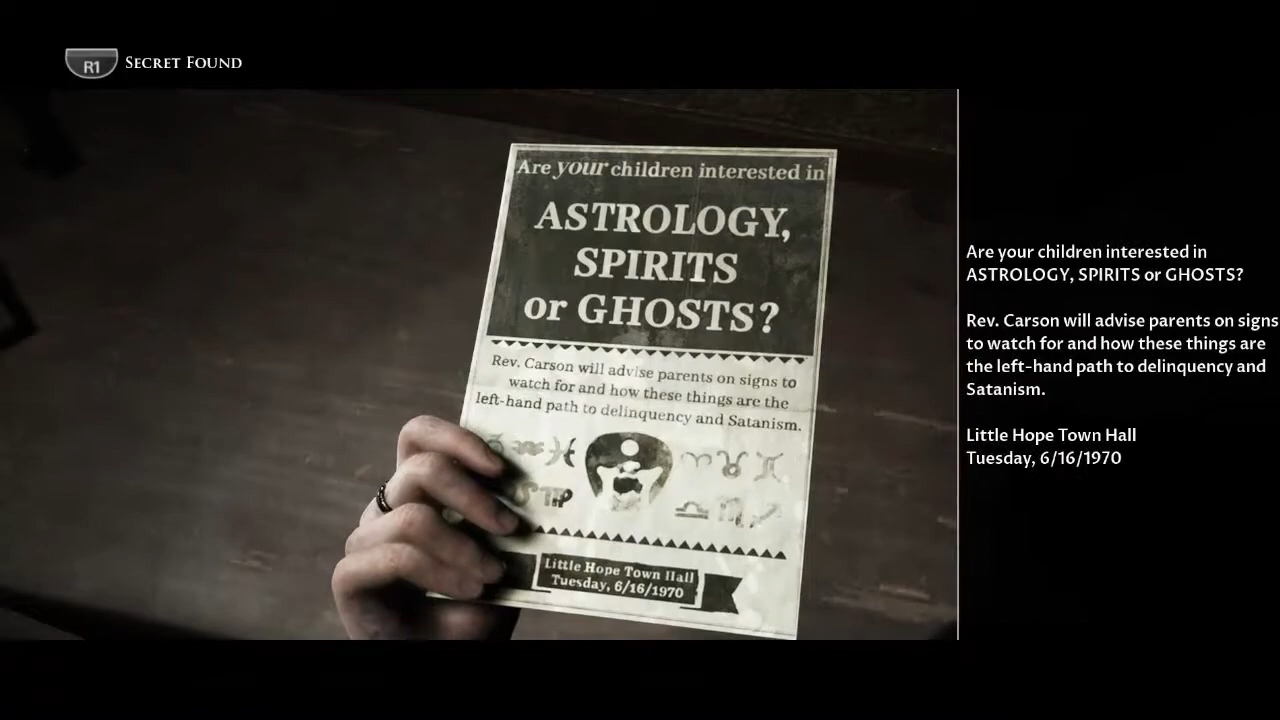 R1 SECRET FOUND
Are your children interested in
ASTROLOGY,
SPIRITS
or GHOSTS?
Rev. Carson will advise parents on signs to
watch for and how these things are the
left-hand path to delinquency and Satanism.
Little Hope Town Hall
Tuesday, 6/16/1970
Are your children interested in
ASTROLOGY, SPIRITS or GHOSTS?
Rev. Carson will advise parents on signs
to watch for and how these things are
the left-hand path to delinquency and
Satanism.
Little Hope Town Hall
Tuesday, 6/16/1970